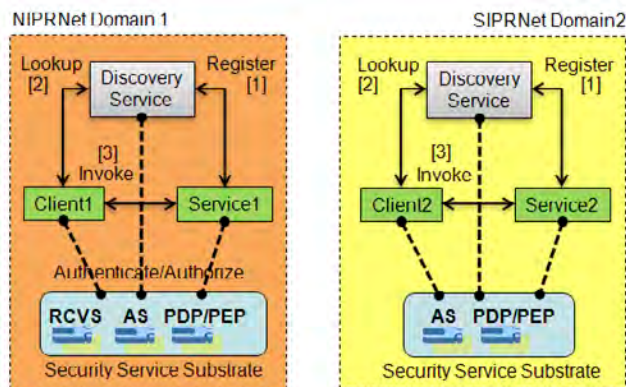 NIPRNet Domain 1
Lookup
[2]
Register
[1]
Discovery
Service
[3]
Invoke
Client1
Service1
Authenticate/Authorize
RCVS AS PDP/PEP
Security Service Substrate
SIPRNet Domain2
Lookup
[2]
Register
[1]
Discovery
Service
[3]
Invoke
Client2
Service2
AS PDP/PEP
Security Service Substrate